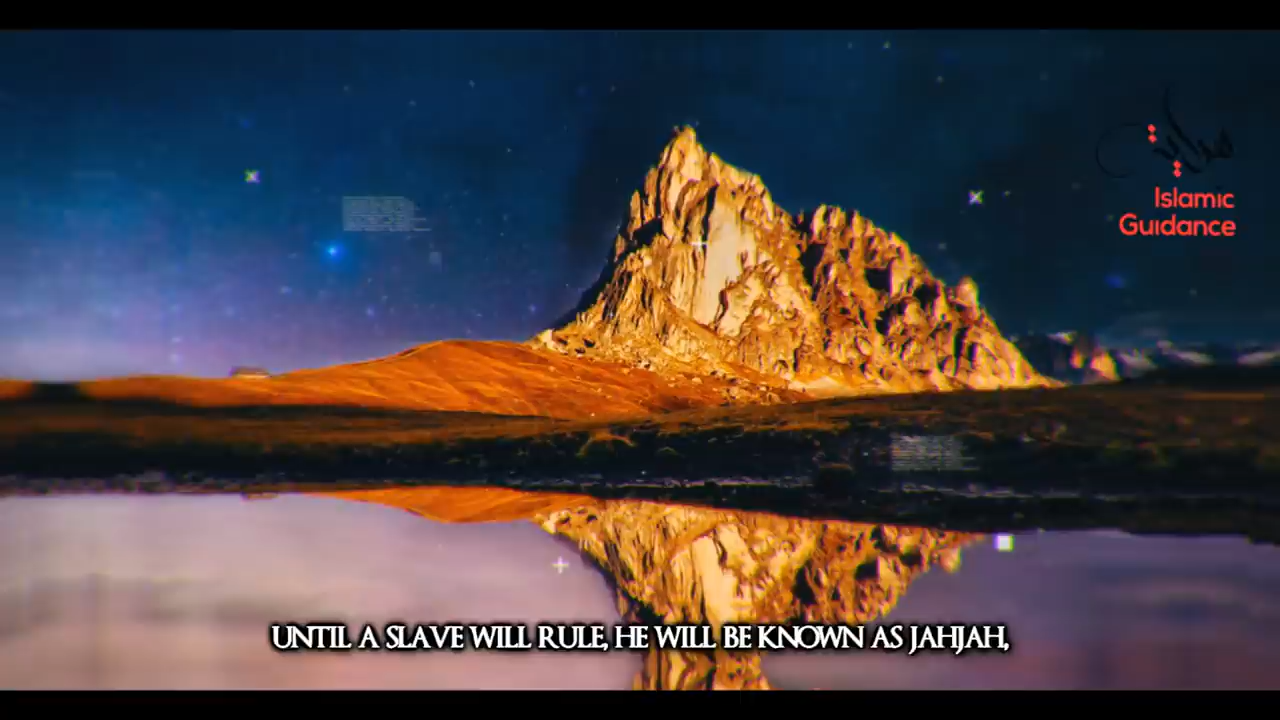 Islamic
Guidance
UNTIL A SLAVE WILL RULE, HE WILL BE KNOWN AS JAHJAH,